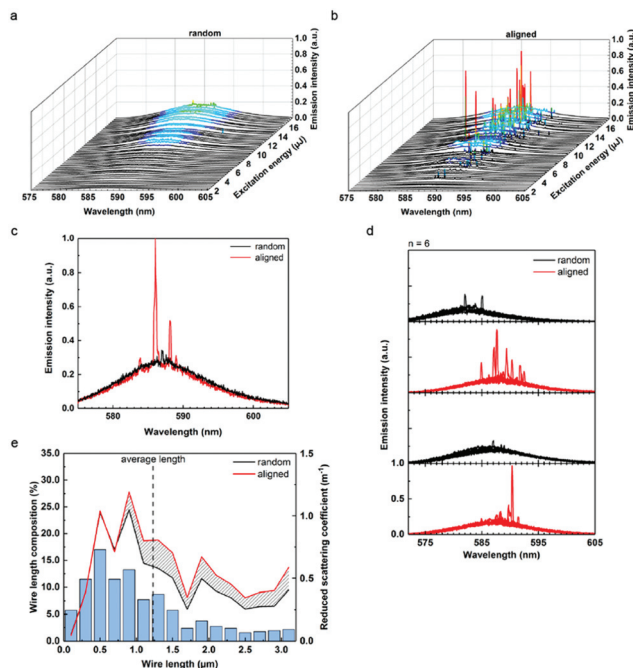 a
random
Emission intensity (a.u.)
1.0
0.8
0.6
0.4
0.2
0.0
16
14
12
10
8
6
4
2
Excitation energy (µJ)
575 580 585 590 595 600 605
Wavelength (nm)
b
aligned
Emission intensity (a.u.)
1.0
0.8
0.6
0.4
0.2
0.0
16
14
12
10
8
6
4
2
Excitation energy (µJ)
575 580 585 590 595 600 605
Wavelength (nm)
c
random
aligned
Emission intensity (a.u.)
1.0
0.8
0.6
0.4
0.2
0.0
580 590 600
Wavelength (nm)
d
n = 6
random
aligned
Emission intensity (a.u.)
1.0
0.5
0.0
575 585 595 605
Wavelength (nm)
e
average length
random
aligned
Wire length composition (%)
35.0
30.0
25.0
20.0
15.0
10.0
5.0
0.0
Reduced scattering coefficient (m⁻¹)
1.5
1.0
0.5
0.0
0.0 0.5 1.0 1.5 2.0 2.5 3.0
Wire length (µm)